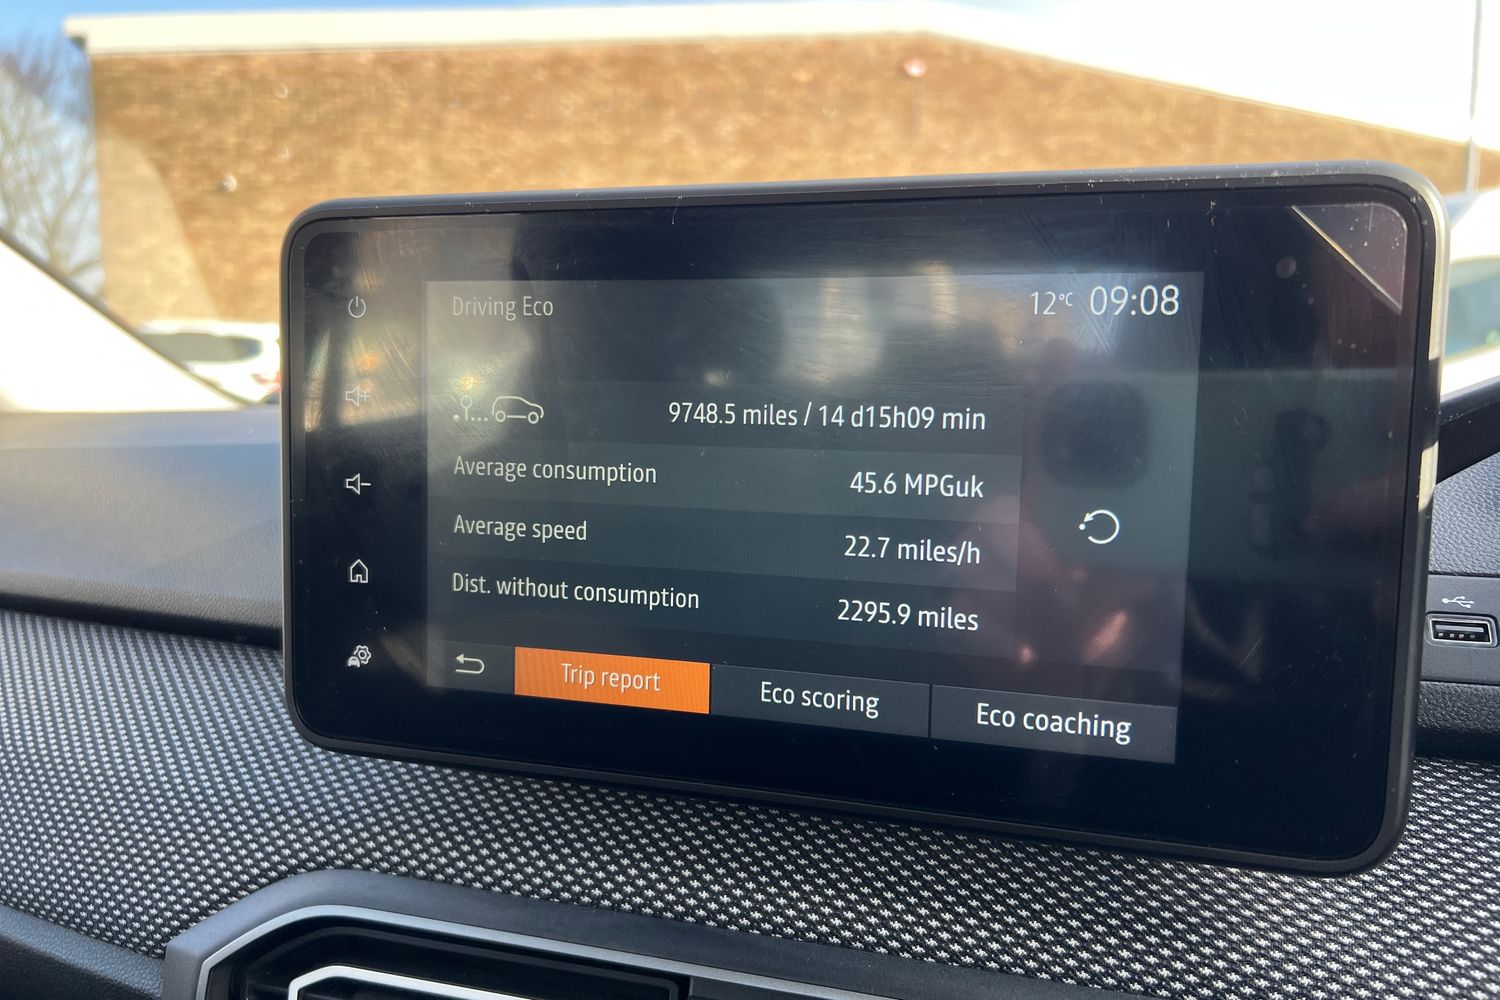 Driving Eco 12°C 09:08
9748.5 miles / 14 d15h09 min
Average consumption 45.6 MPGuk
Average speed 22.7 miles/h
Dist. without consumption 2295.9 miles
Trip report Eco scoring Eco coaching